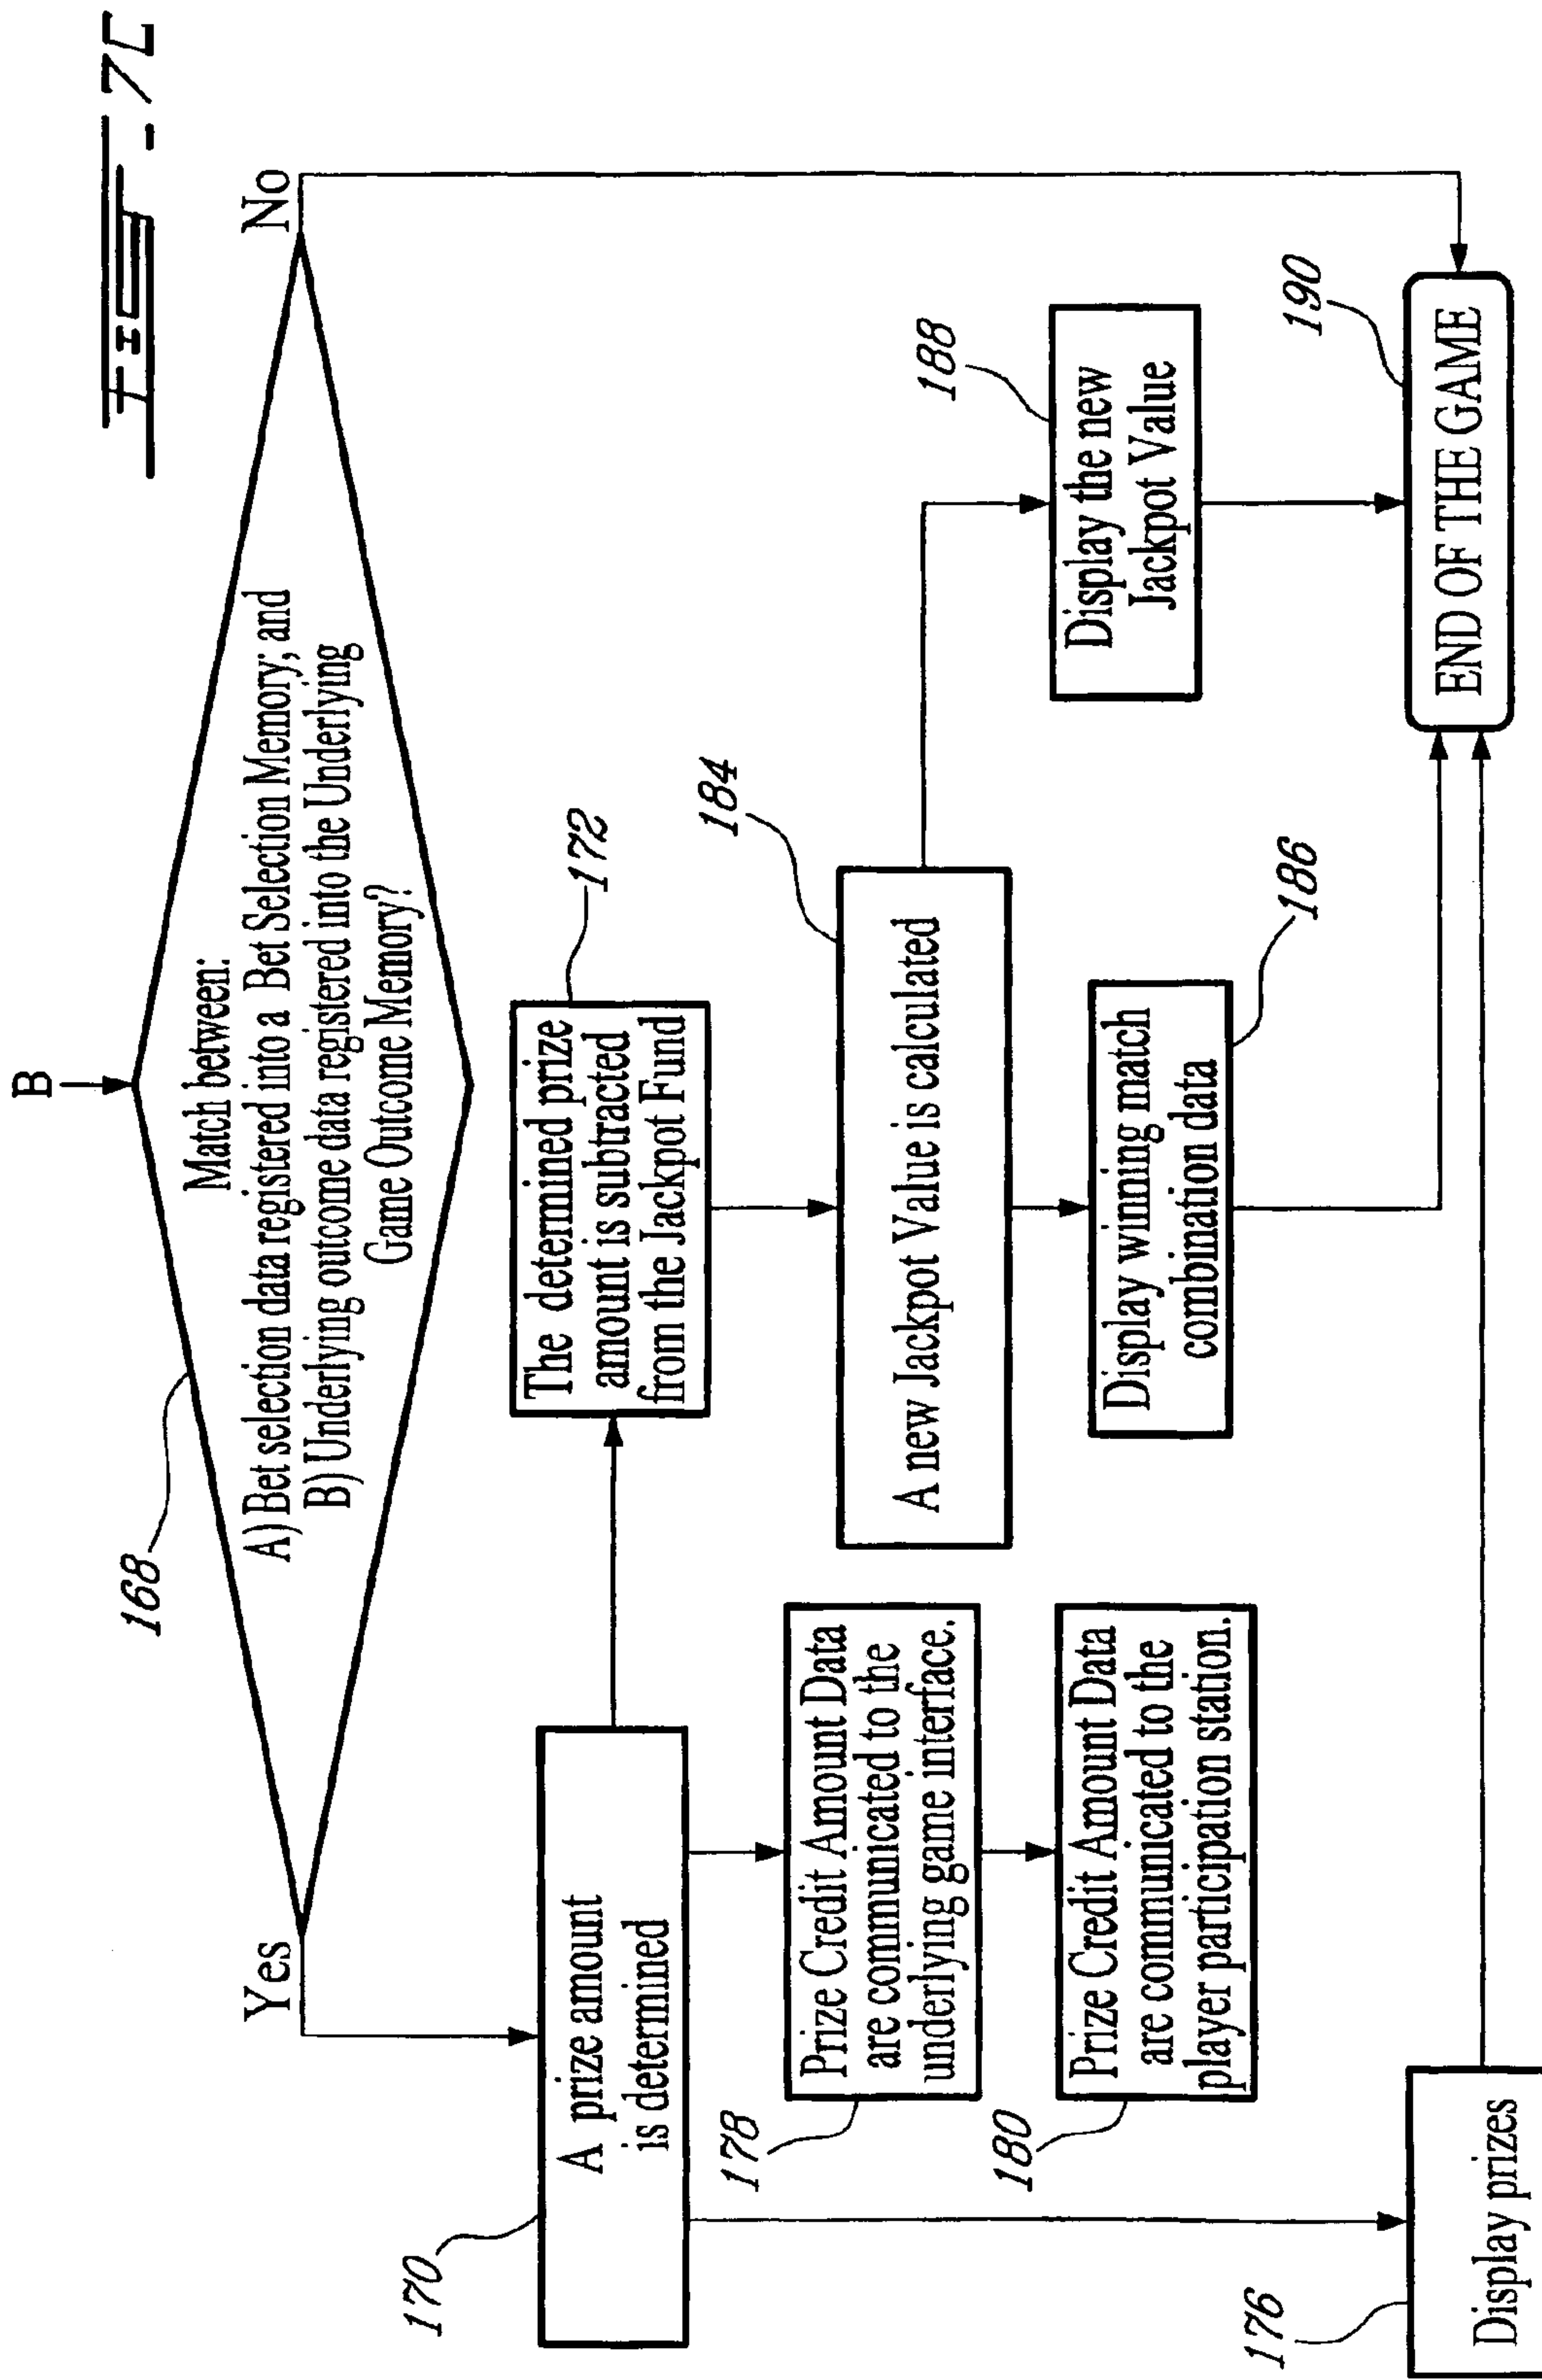 FIG-7C
B
168
Match between:
A) Bet selection data registered into a Bet Selection Memory; and
B) Underlying outcome data registered into the Underlying
Game Outcome Memory?
Yes
No
170
A prize amount
is determined
172
The determined prize
amount is subtracted
from the Jackpot Fund
178
Prize Credit Amount Data
are communicated to the
underlying game interface.
184
A new Jackpot Value is calculated
188
Display the new
Jackpot Value
180
Prize Credit Amount Data
are communicated to the
player participation station.
186
Display winning match
combination data
176
Display prizes
190
END OF THE GAME